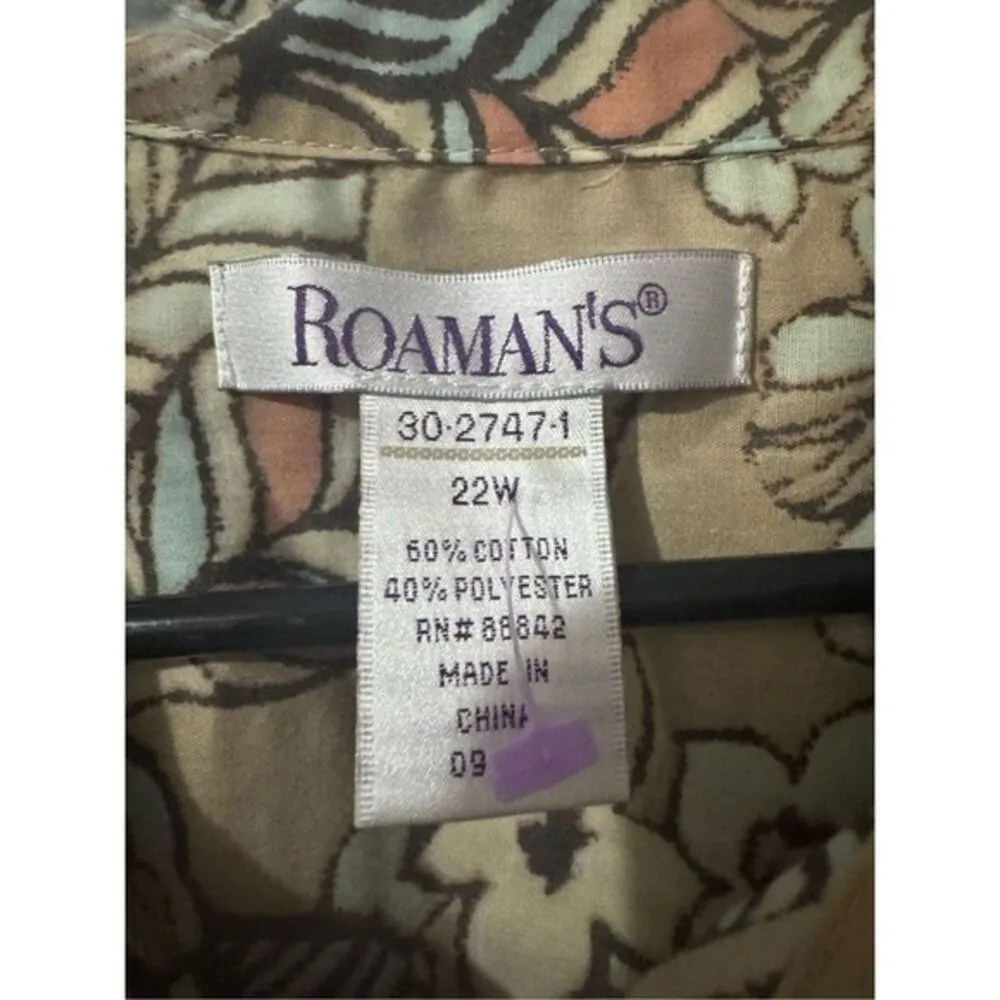 ROAMAN'S®
30-2747-1
22W
60% COTTON
40% POLYESTER
RN# 88842
MADE IN
CHINA
09